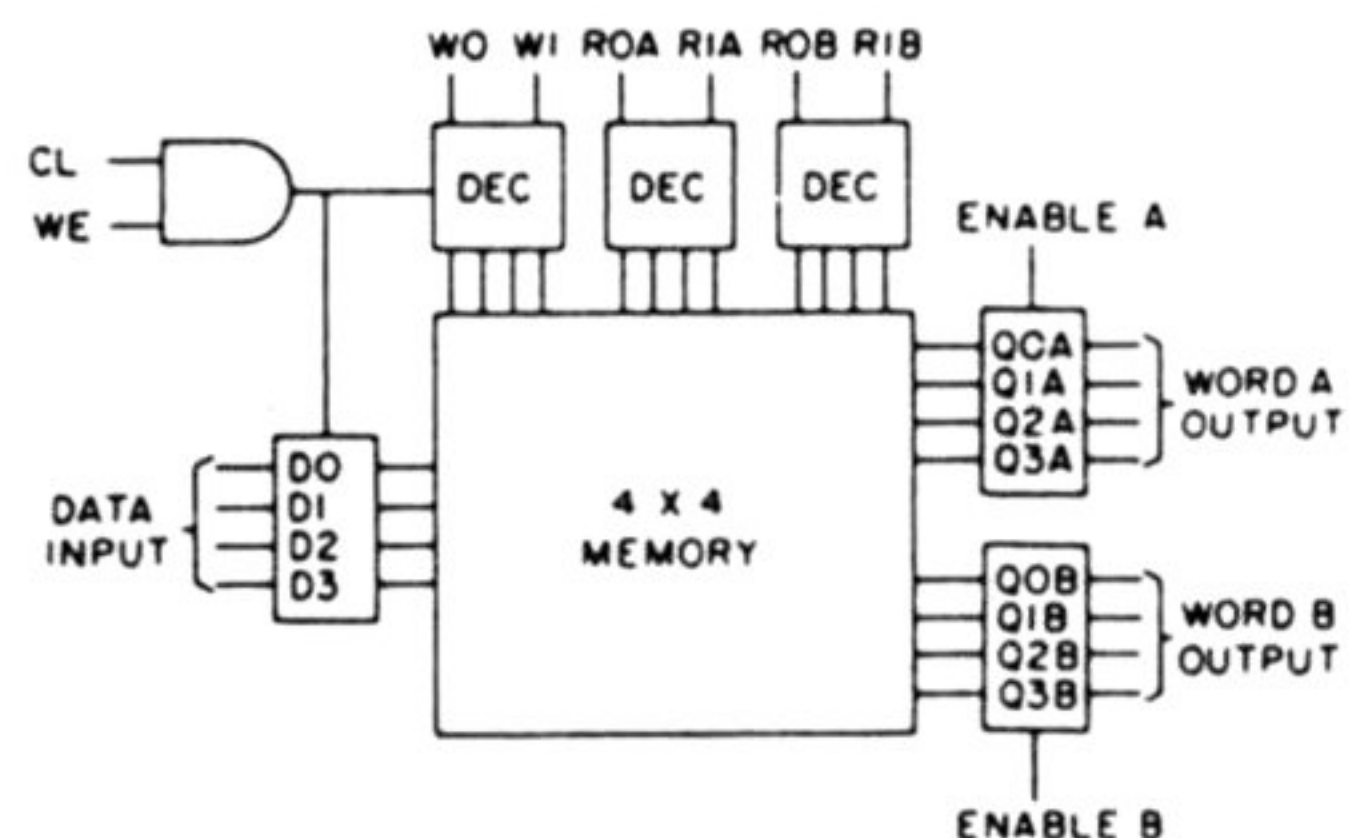 W0 W1 R0A R1A R0B R1B
CL
WE
DEC DEC DEC
ENABLE A
QCA
Q1A
Q2A
Q3A
WORD A
OUTPUT
D0
D1
D2
D3
DATA
INPUT
4 X 4
MEMORY
Q0B
Q1B
Q2B
Q3B
WORD B
OUTPUT
ENABLE B